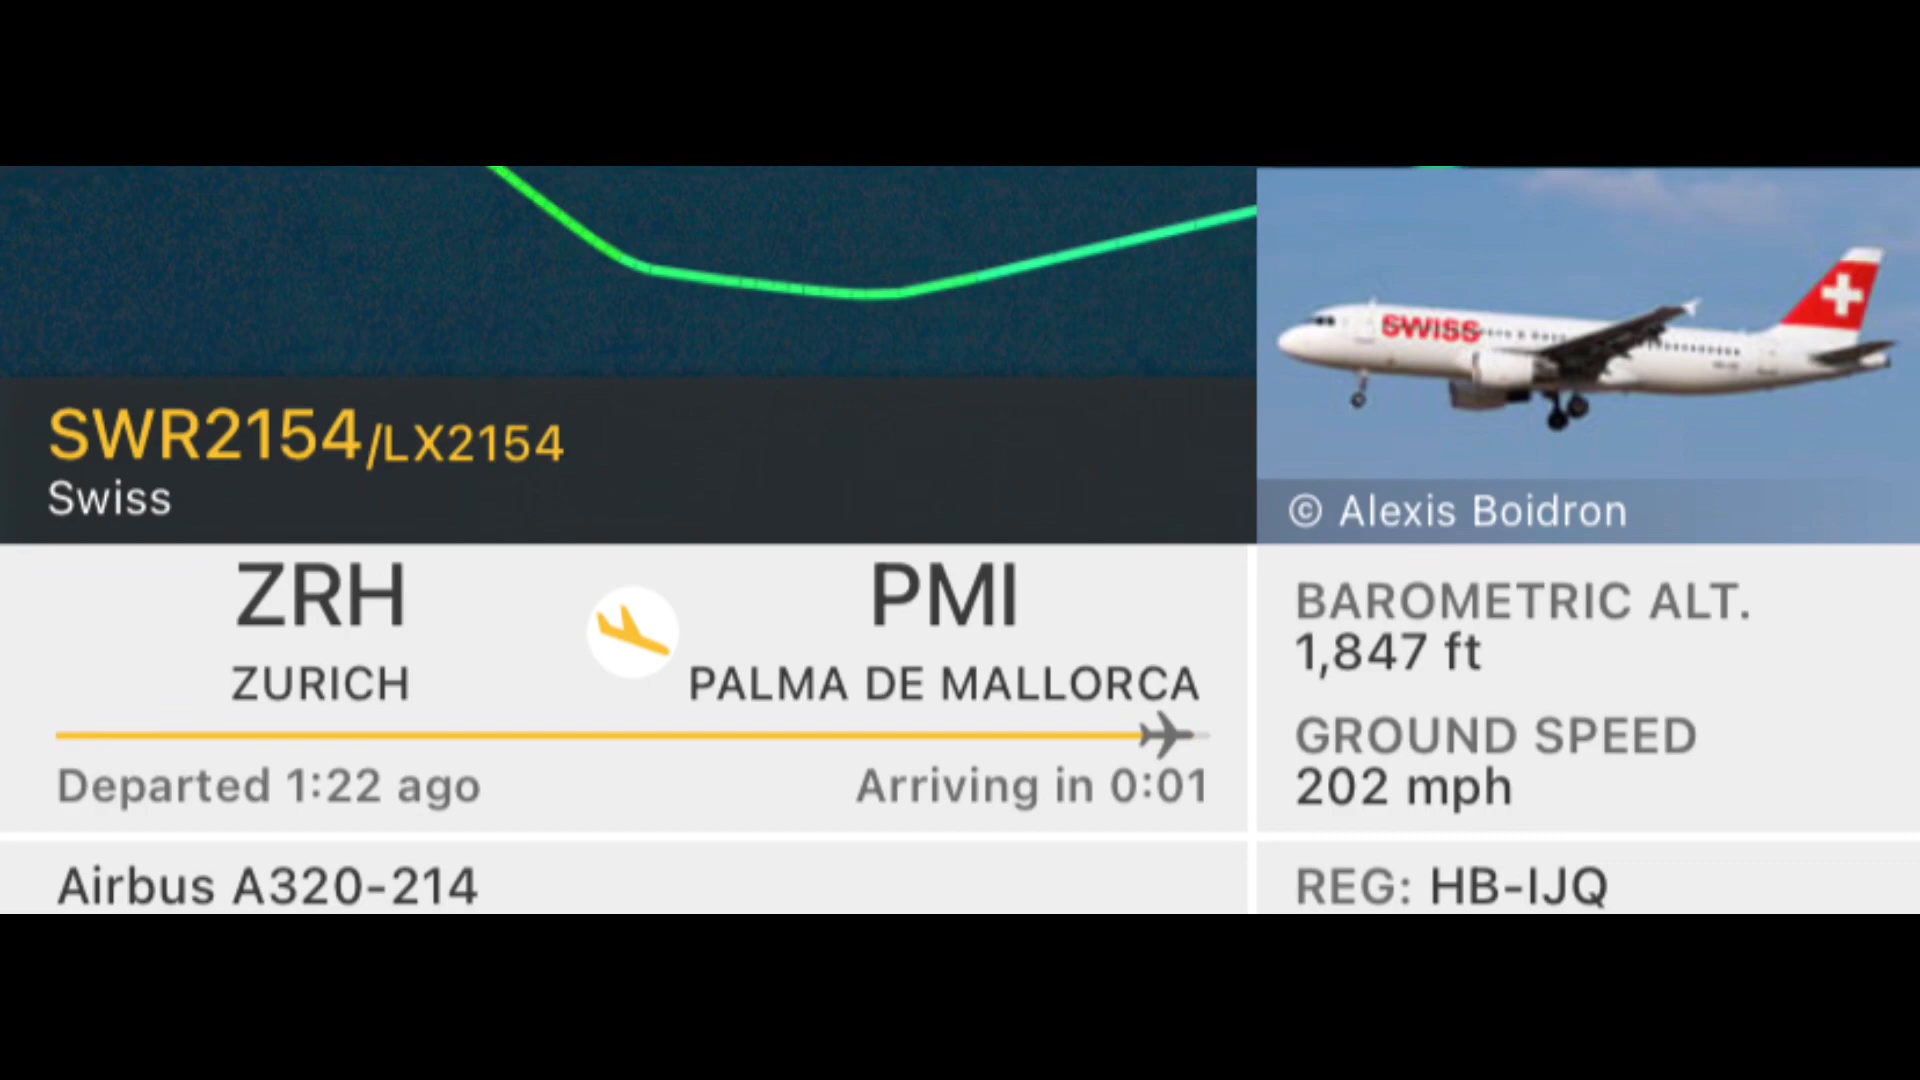 SWISS
SWR2154/LX2154
Swiss
© Alexis Boidron
ZRH
PMI
ZURICH
PALMA DE MALLORCA
Departed 1:22 ago
Arriving in 0:01
BAROMETRIC ALT.
1,847 ft
GROUND SPEED
202 mph
Airbus A320-214
REG: HB-IJQ